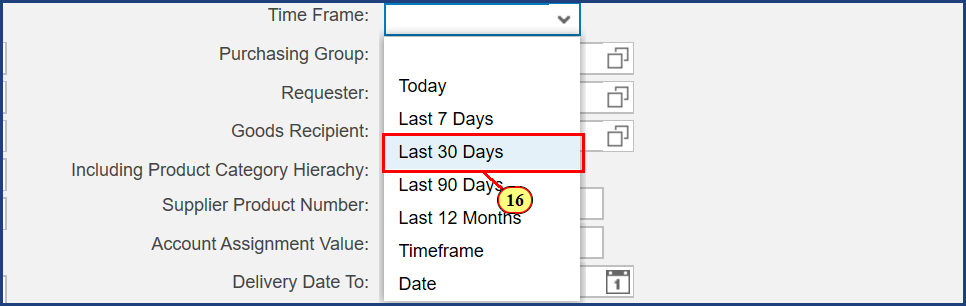 Time Frame:
Purchasing Group:
Today
Requester:
Last 7 Days
Goods Recipient:
Last 30 Days
Including Product Category Hierachy:
Last 90 Days
16
Supplier Product Number:
Last 12 Months
Account Assignment Value:
Timeframe
Delivery Date To:
Date
1